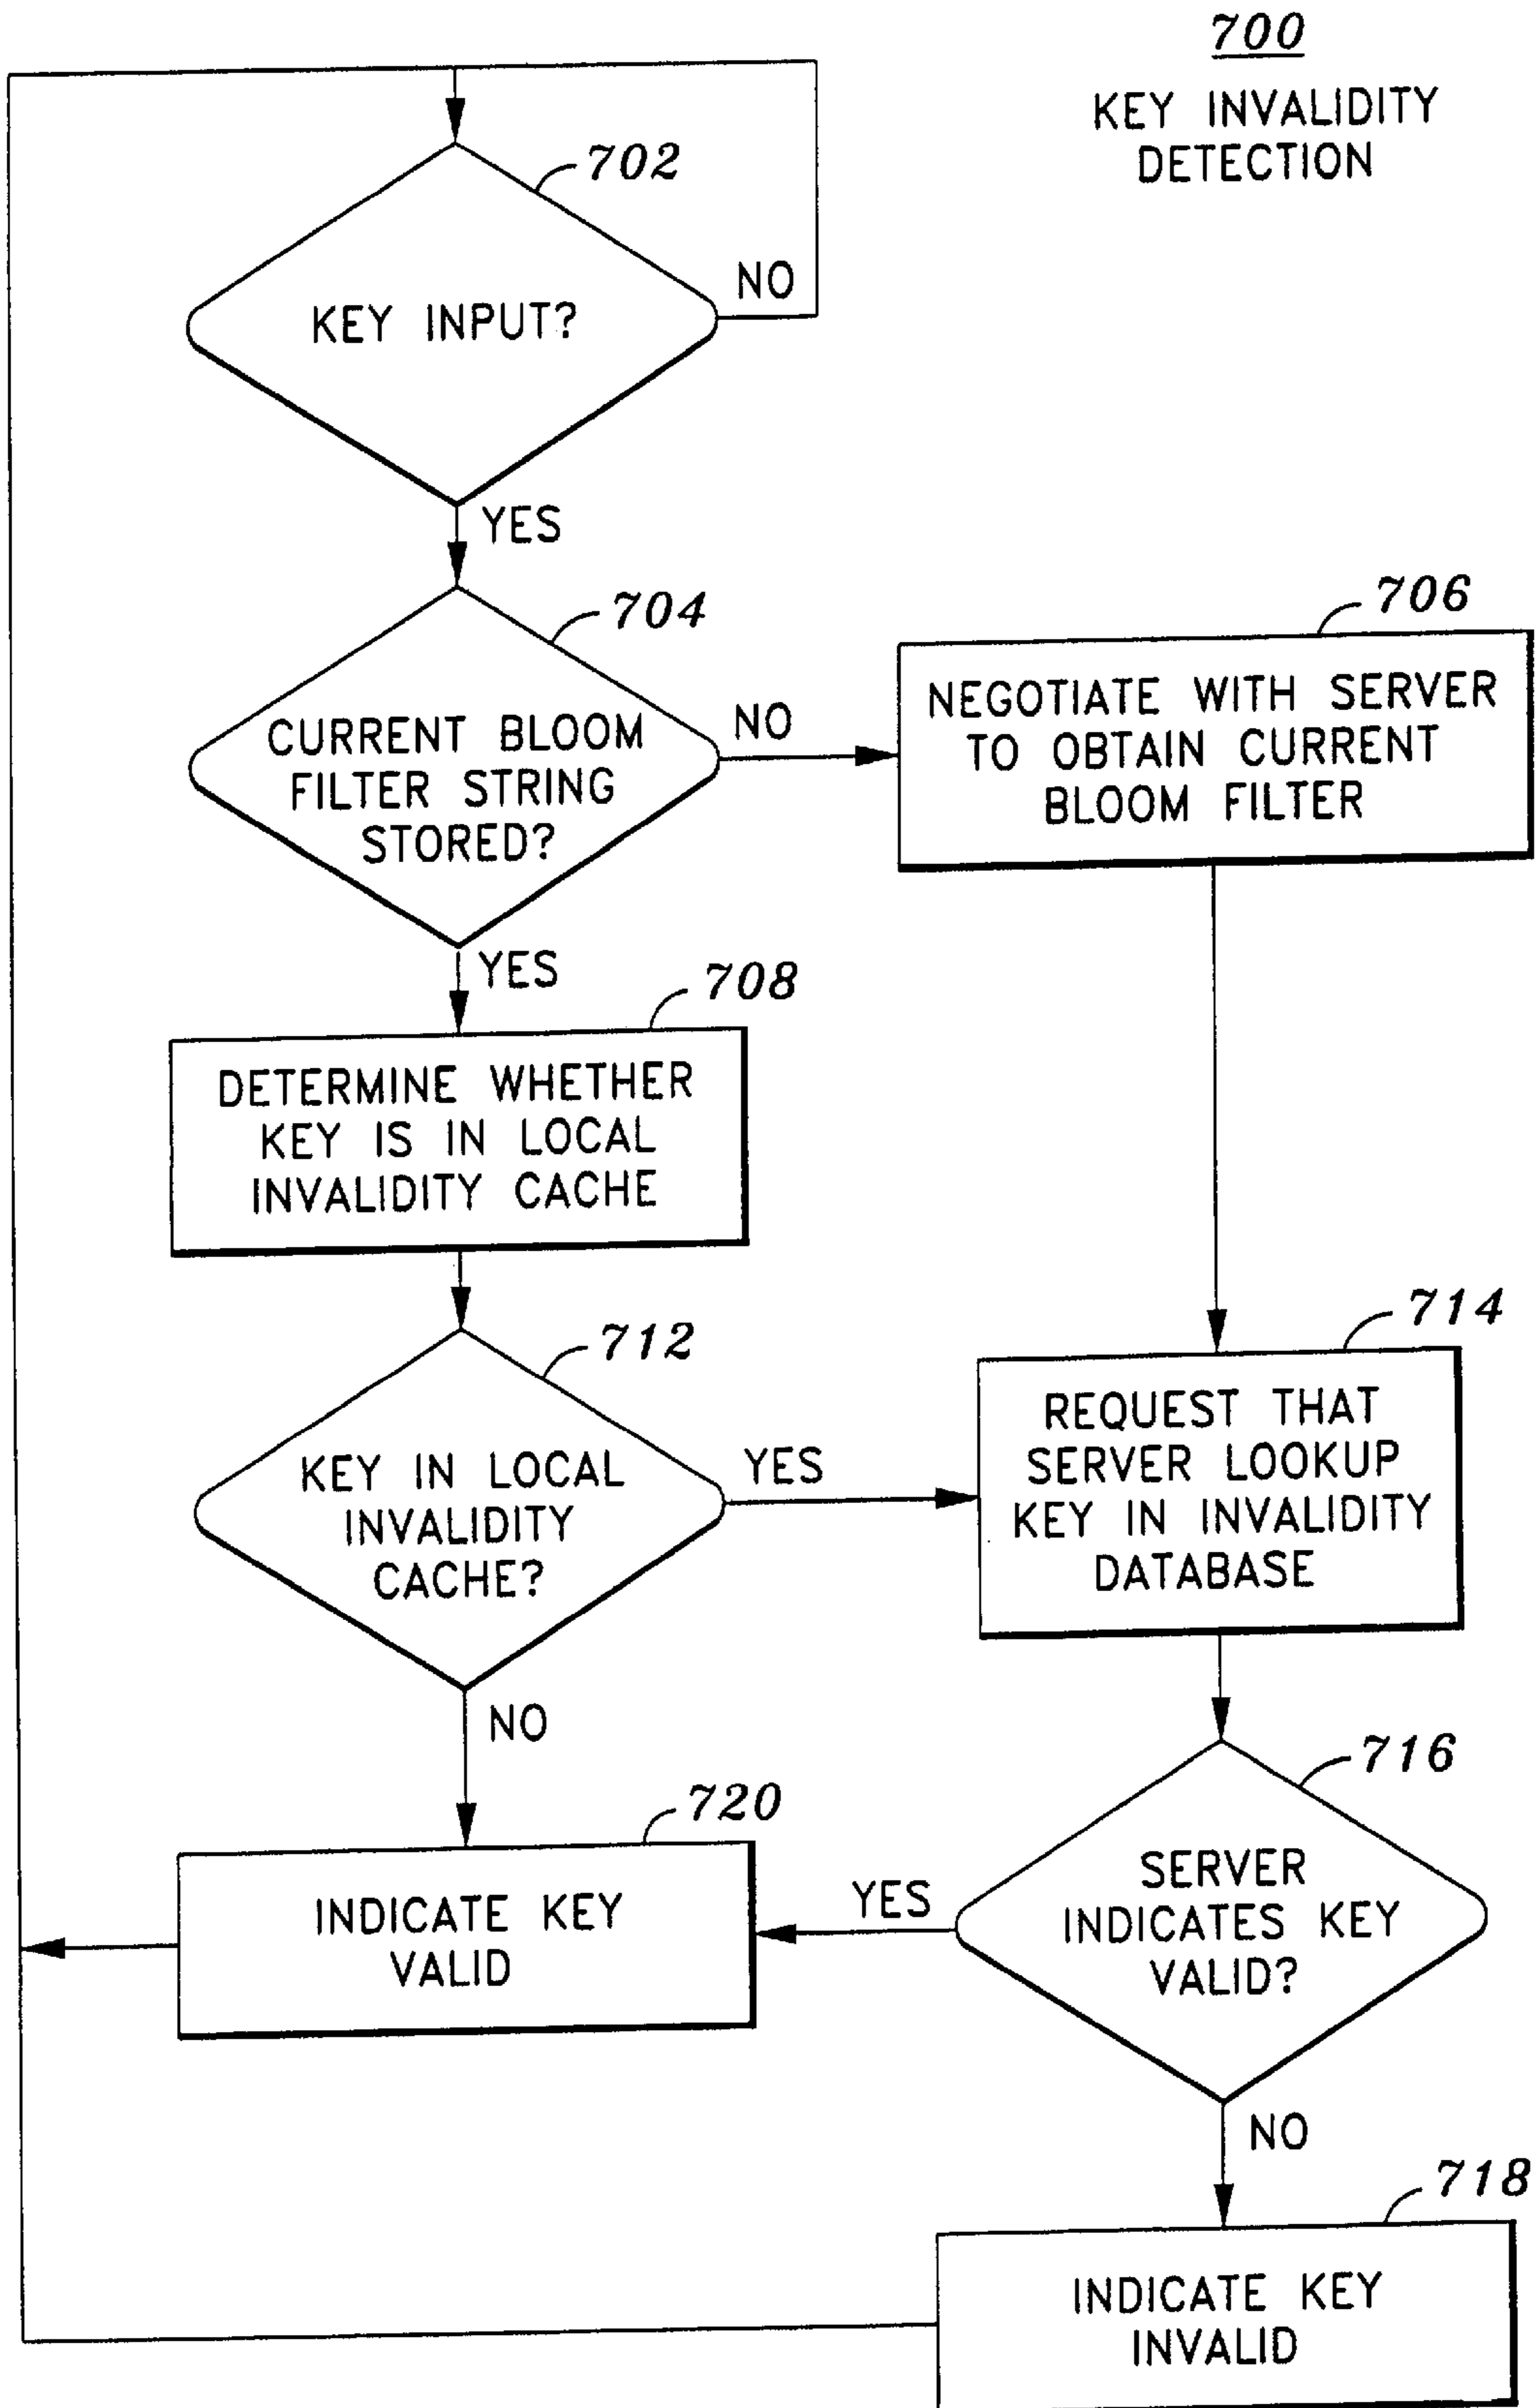 700
KEY INVALIDITY
DETECTION
702
KEY INPUT?
NO
YES
704
CURRENT BLOOM
FILTER STRING
STORED?
NO
706
NEGOTIATE WITH SERVER
TO OBTAIN CURRENT
BLOOM FILTER
YES
708
DETERMINE WHETHER
KEY IS IN LOCAL
INVALIDITY CACHE
712
KEY IN LOCAL
INVALIDITY
CACHE?
YES
714
REQUEST THAT
SERVER LOOKUP
KEY IN INVALIDITY
DATABASE
NO
716
SERVER
INDICATES KEY
VALID?
YES
720
INDICATE KEY
VALID
NO
718
INDICATE KEY
INVALID